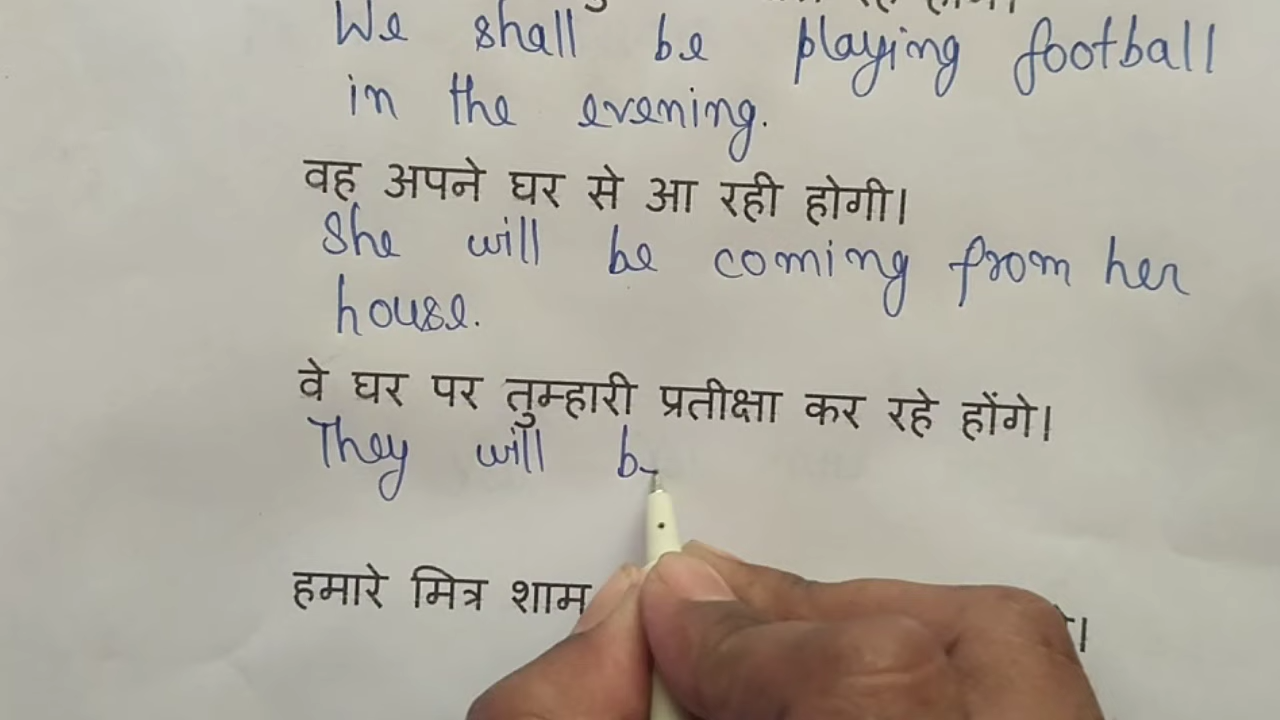 We shall be playing football
in the evening.
वह अपने घर से आ रही होगी।
She will be coming from her
house.
वे घर पर तुम्हारी प्रतीक्षा कर रहे होंगे।
They will b
हमारे मित्र शाम